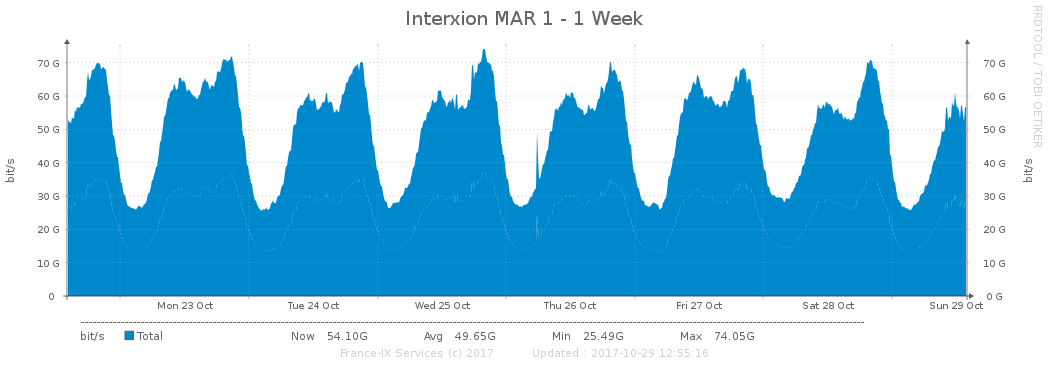 Interxion MAR 1 - 1 Week
RRDTOOL / TOBI OETIKER
bit/s
70 G
60 G
50 G
40 G
30 G
20 G
10 G
0
70 G
60 G
50 G
40 G
30 G
20 G
10 G
0 G
bit/s
Mon 23 Oct Tue 24 Oct Wed 25 Oct Thu 26 Oct Fri 27 Oct Sat 28 Oct Sun 29 Oct
bit/s Total Now 54.10G Avg 49.65G Min 25.49G Max 74.05G
France-IX Services (c) 2017 Updated : 2017-10-29 12:55:16